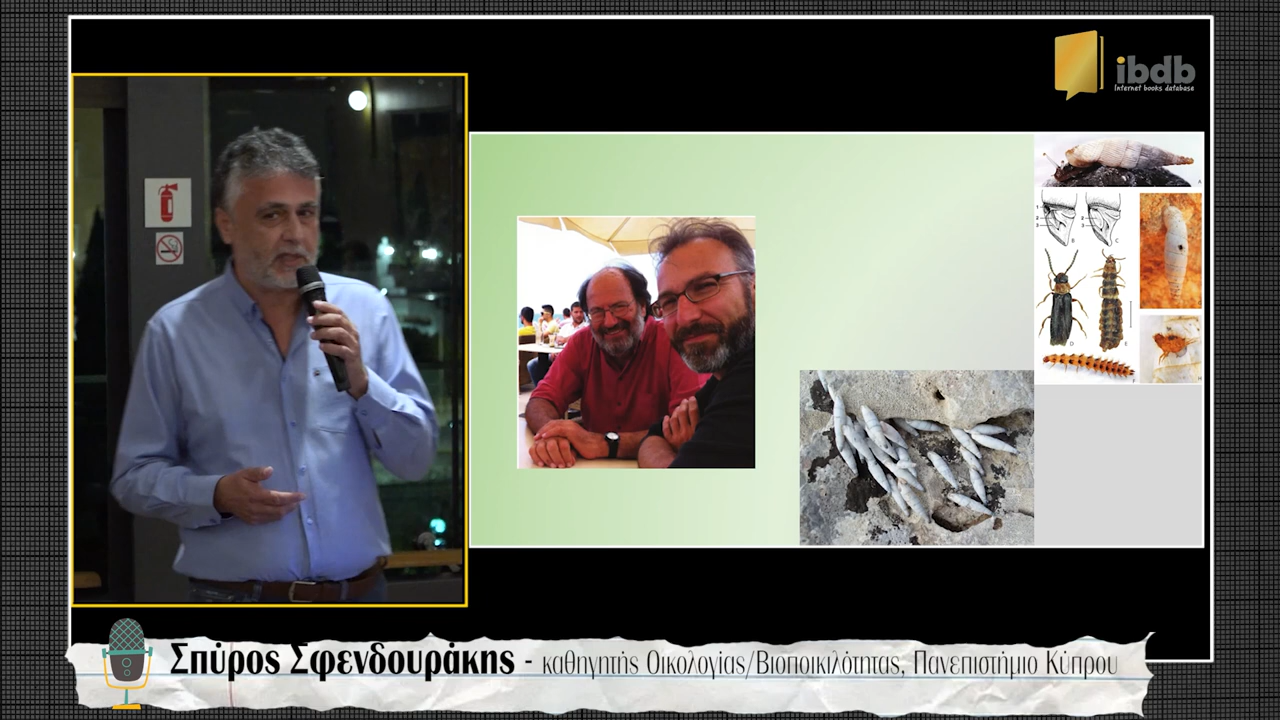 ibdb
Internet books database
Σπύρος Σφενδουράκης - καθηγητής Οικολογίας/Βιοποικιλότητας, Πανεπιστήμιο Κύπρου